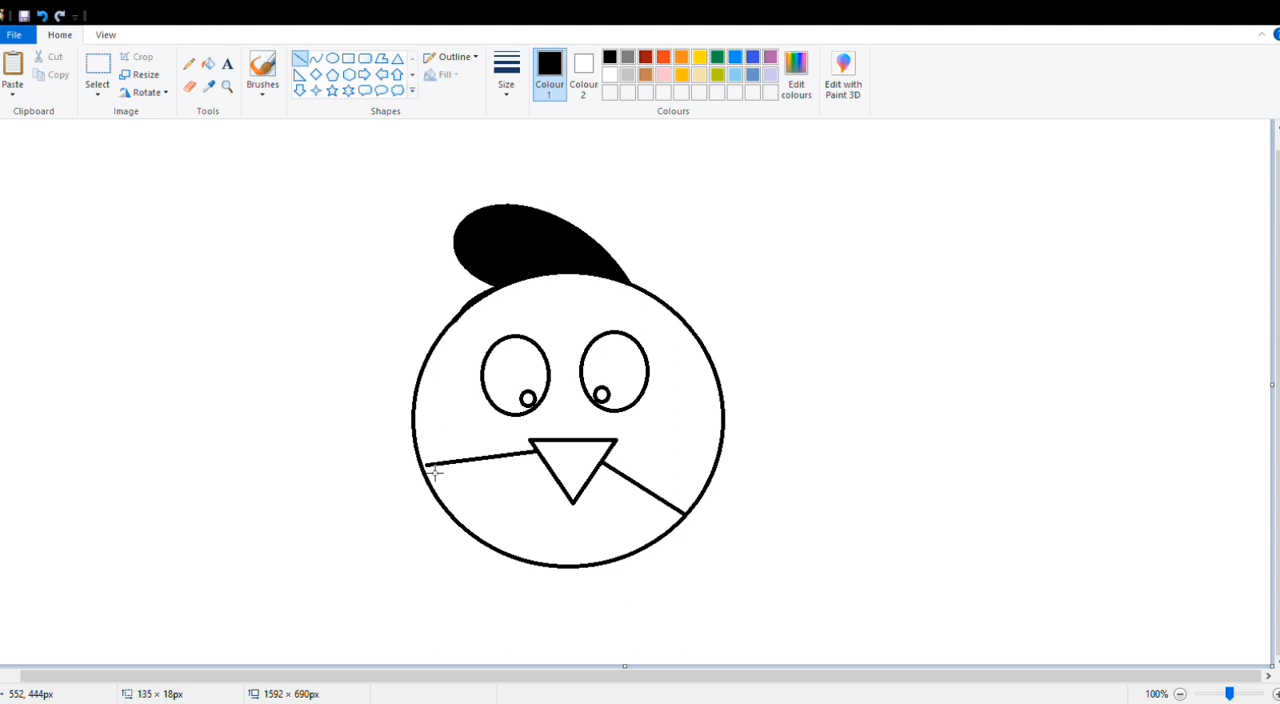 File Home View
Paste Cut Copy Clipboard
Select Crop Resize Rotate Image
A Tools
Brushes
Outline Fill Shapes
Size
Colour 1 Colour 2 Edit colours Colours
Edit with Paint 3D
552, 444px 135 × 18px 1592 × 690px 100%